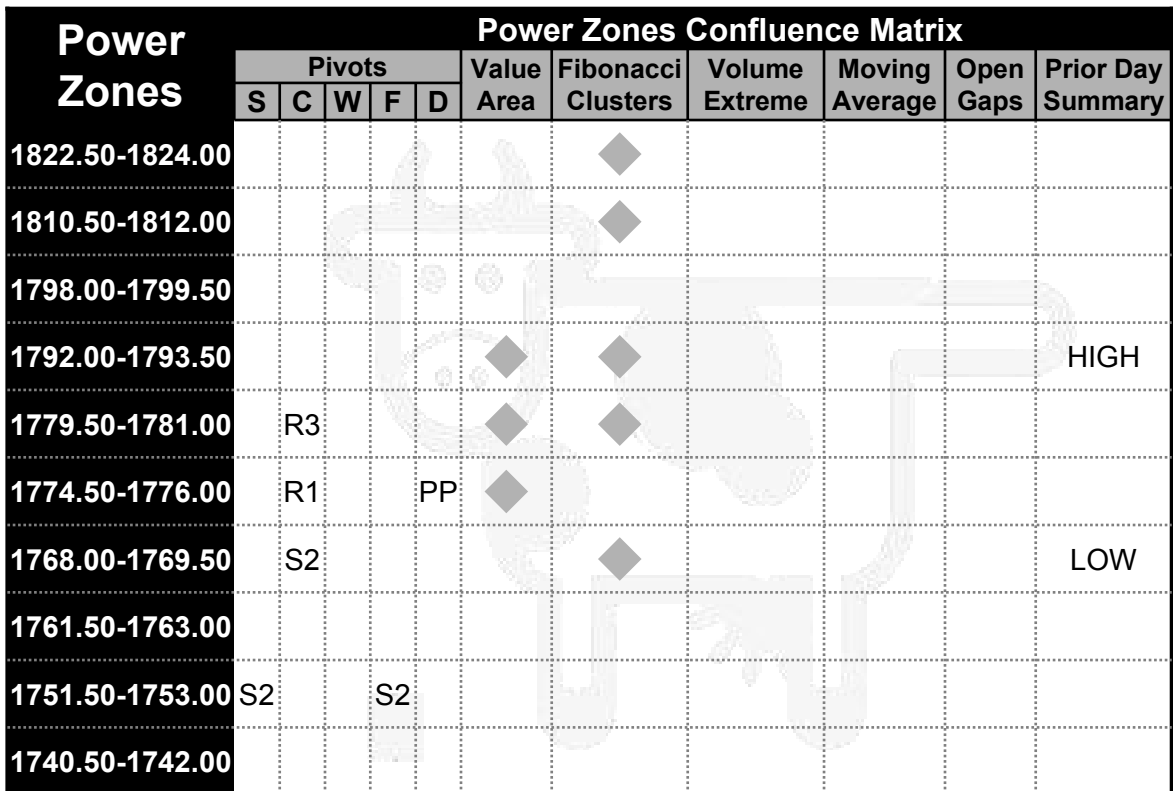 Power Zones
Power Zones Confluence Matrix
Pivots
S C W F D
Value Area
Fibonacci Clusters
Volume Extreme
Moving Average
Open Gaps
Prior Day Summary
1822.50-1824.00
1810.50-1812.00
1798.00-1799.50
1792.00-1793.50 HIGH
1779.50-1781.00 R3
1774.50-1776.00 R1 PP
1768.00-1769.50 S2 LOW
1761.50-1763.00
1751.50-1753.00 S2 S2
1740.50-1742.00